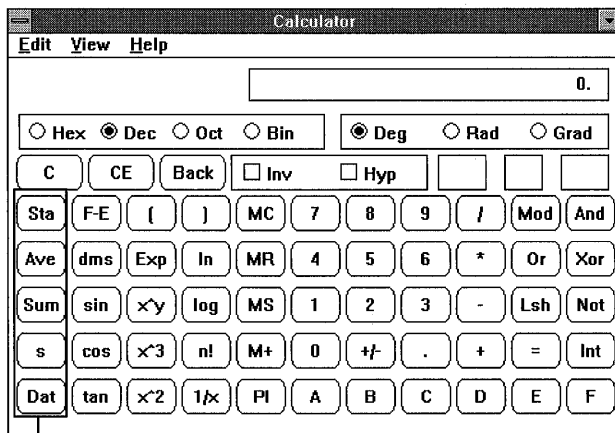 Calculator
Edit View Help
0.
Hex Dec Oct Bin Deg Rad Grad
C CE Back Inv Hyp
Sta F-E ( ) MC 7 8 9 / Mod And
Ave dms Exp ln MR 4 5 6 * Or Xor
Sum sin x^y log MS 1 2 3 - Lsh Not
s cos x^3 n! M+ 0 +/- . + = Int
Dat tan x^2 1/x PI A B C D E F